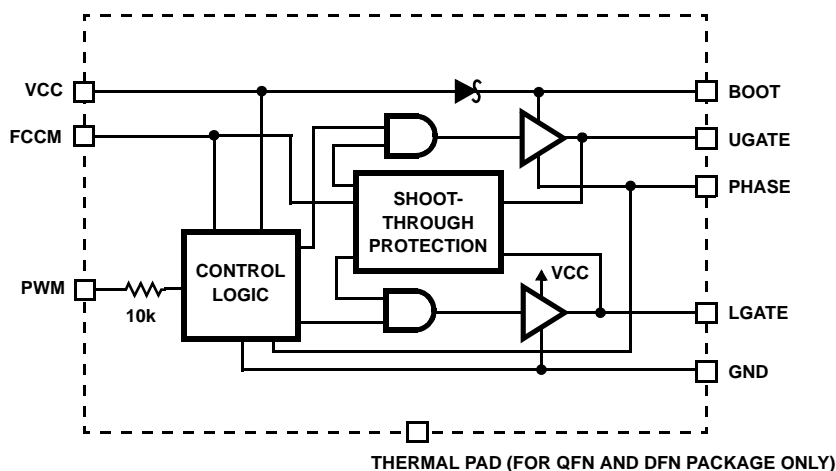 VCC
BOOT
FCCM
UGATE
PHASE
SHOOT-
THROUGH
PROTECTION
CONTROL
LOGIC
VCC
PWM
10k
LGATE
GND
THERMAL PAD (FOR QFN AND DFN PACKAGE ONLY)